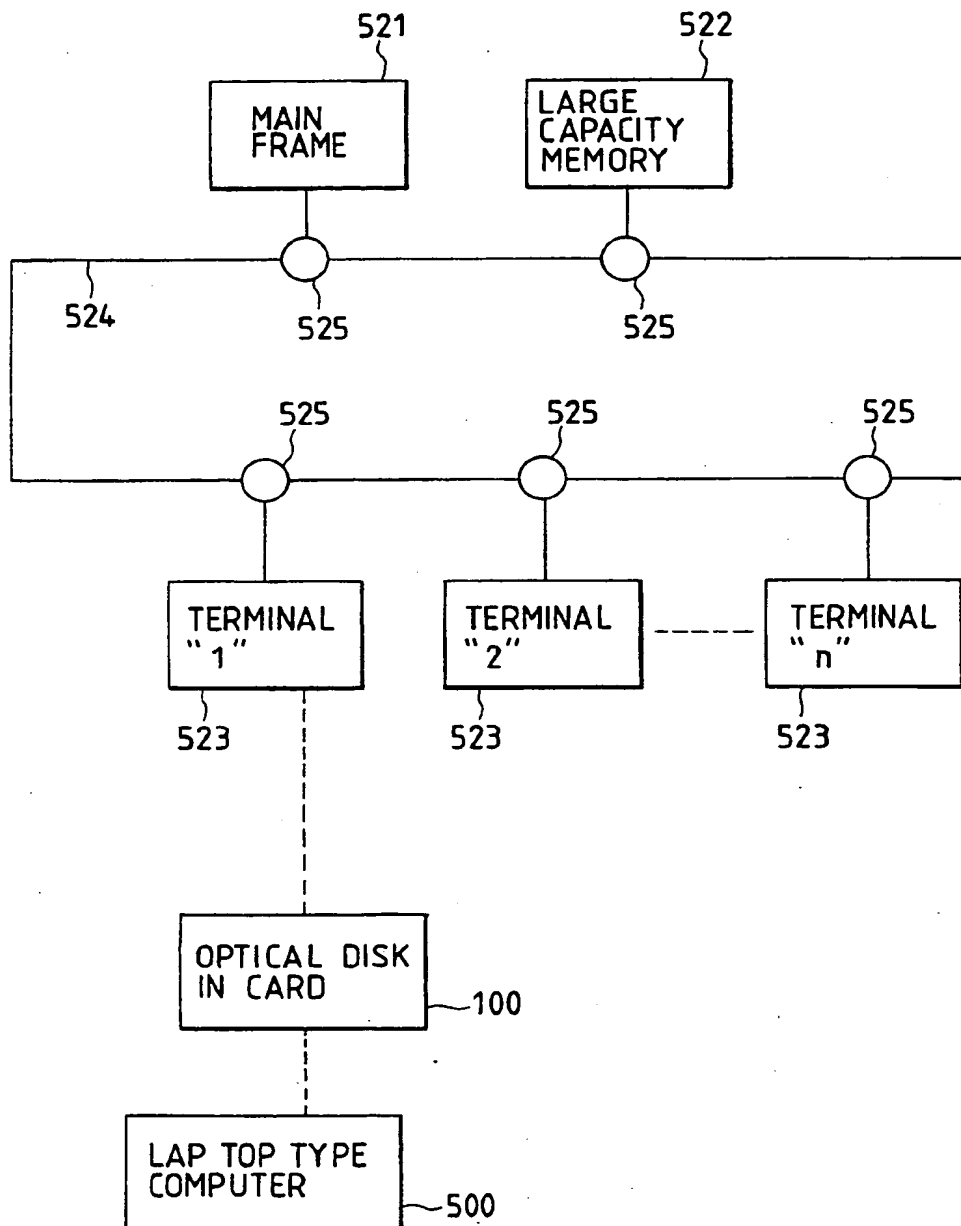 521
522
MAIN
FRAME
LARGE
CAPACITY
MEMORY
524
525
525
525
525
525
TERMINAL
"1"
TERMINAL
"2"
TERMINAL
"n"
523
523
523
OPTICAL DISK
IN CARD
100
LAP TOP TYPE
COMPUTER
500